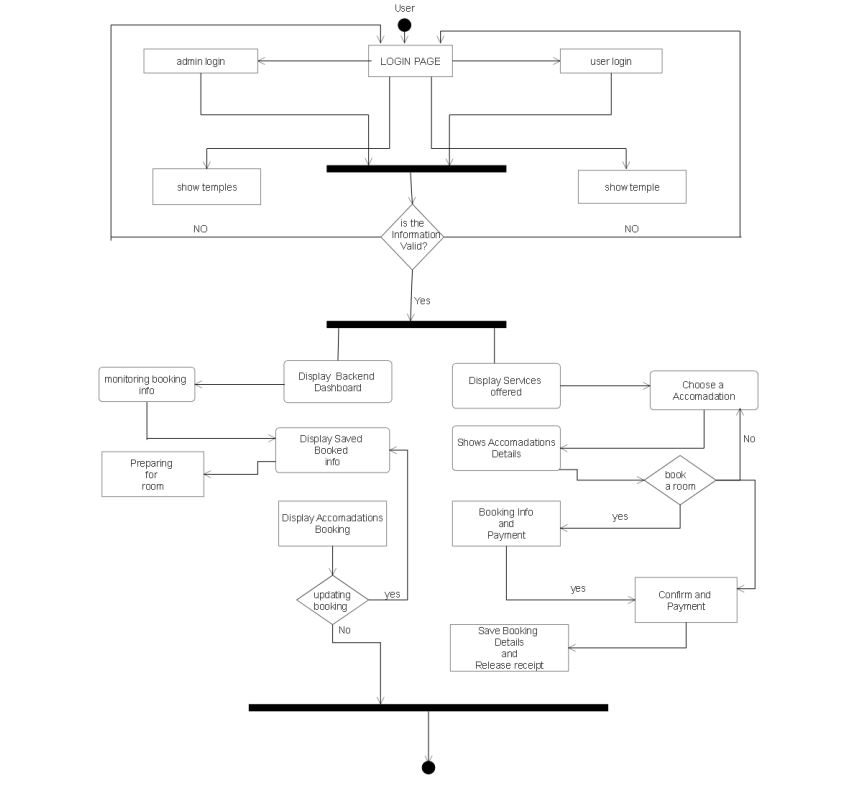 User
LOGIN PAGE
admin login
user login
show temples
show temple
is the
Information
Valid?
NO
NO
Yes
Display Backend
Dashboard
monitoring booking
info
Display Saved
Booked
info
Preparing
for
room
Display Accomadations
Booking
updating
booking
yes
No
Display Services
offered
Choose a
Accomadation
Shows Accomadations
Details
No
book
a room
Booking Info
and
Payment
yes
yes
Confirm and
Payment
Save Booking
Details
and
Release receipt